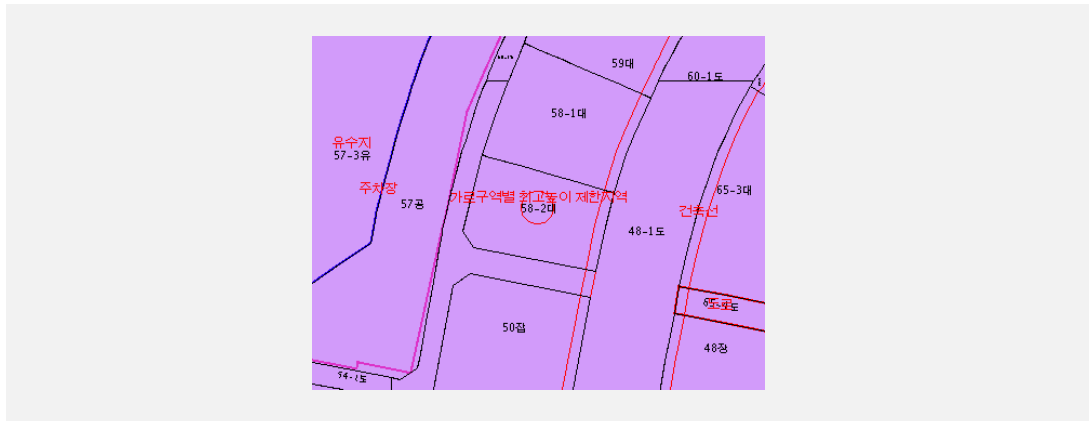 59대
60-1도
58-1대
유수지
57-3유
주차장
57공
가로구역별 최고높이 제한지역
58-2대
65-3대
건축선
48-1도
도로
50잡
48장